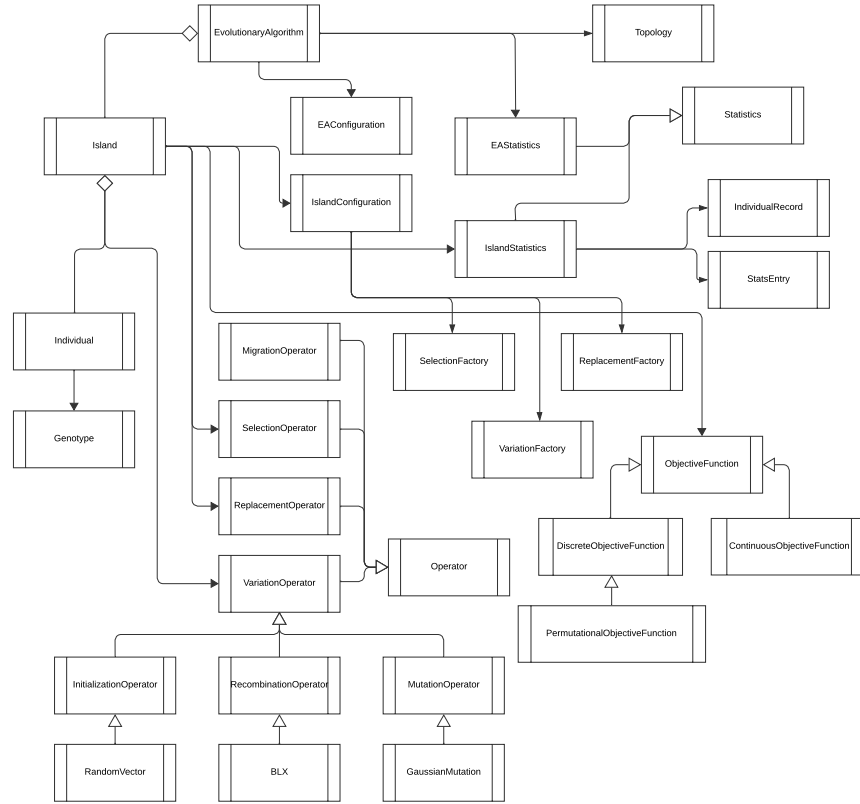 EvolutionaryAlgorithm
Topology
EAConfiguration
Statistics
Island
EAStatistics
IslandConfiguration
IndividualRecord
IslandStatistics
StatsEntry
Individual
MigrationOperator
SelectionFactory
ReplacementFactory
Genotype
SelectionOperator
VariationFactory
ObjectiveFunction
ReplacementOperator
DiscreteObjectiveFunction
ContinuousObjectiveFunction
VariationOperator
Operator
PermutationalObjectiveFunction
InitializationOperator
RecombinationOperator
MutationOperator
RandomVector
BLX
GaussianMutation